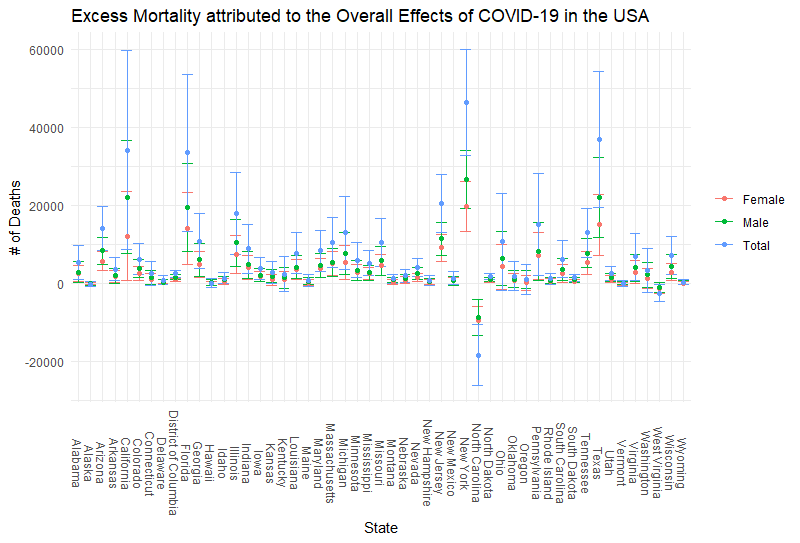 Excess Mortality attributed to the Overall Effects of COVID-19 in the USA
60000
40000
20000
0
-20000
# of Deaths
Alabama
Alaska
Arizona
Arkansas
California
Colorado
Connecticut
Delaware
District of Columbia
Florida
Georgia
Hawaii
Idaho
Illinois
Indiana
Iowa
Kansas
Kentucky
Louisiana
Maine
Maryland
Massachusetts
Michigan
Minnesota
Mississippi
Missouri
Montana
Nebraska
Nevada
New Hampshire
New Jersey
New Mexico
New York
North Carolina
North Dakota
Ohio
Oklahoma
Oregon
Pennsylvania
Rhode Island
South Carolina
South Dakota
Tennessee
Texas
Utah
Vermont
Virginia
Washington
West Virginia
Wisconsin
Wyoming
State
Female
Male
Total